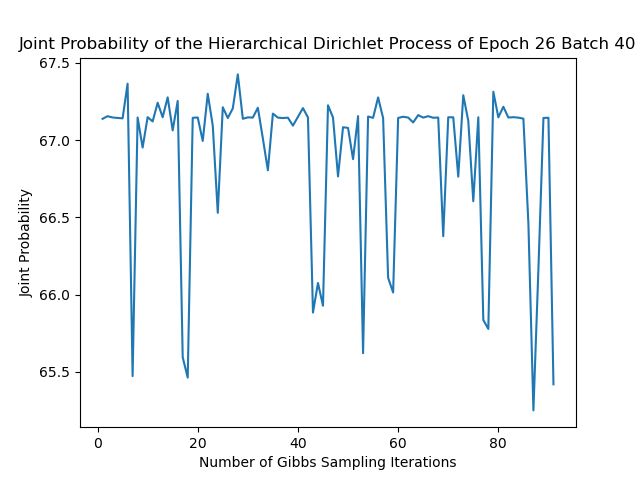 Joint Probability of the Hierarchical Dirichlet Process of Epoch 26 Batch 40
67.5
67.0
66.5
66.0
65.5
Joint Probability
0 20 40 60 80
Number of Gibbs Sampling Iterations